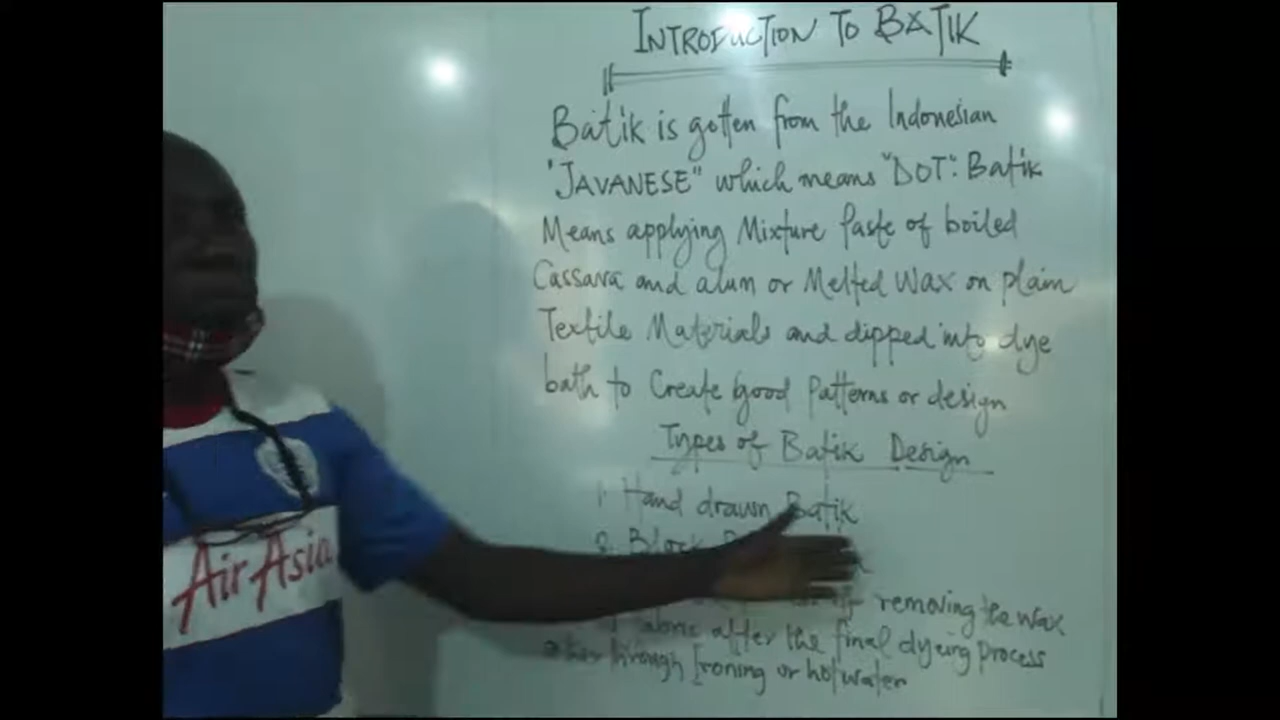 INTRODUCTION TO BATIK
Batik is gotten from the Indonesian
"JAVANESE" which means "DOT". Batik
Means applying Mixture Paste of boiled
Cassava and alum or Melted Wax on plain
Textile Materials and dipped into dye
bath to Create good Patterns or design
Types of Batik Design
1. Hand drawn Batik
2. Block
removing the wax
after the final dyeing process
through Ironing or hot water
Air Asia